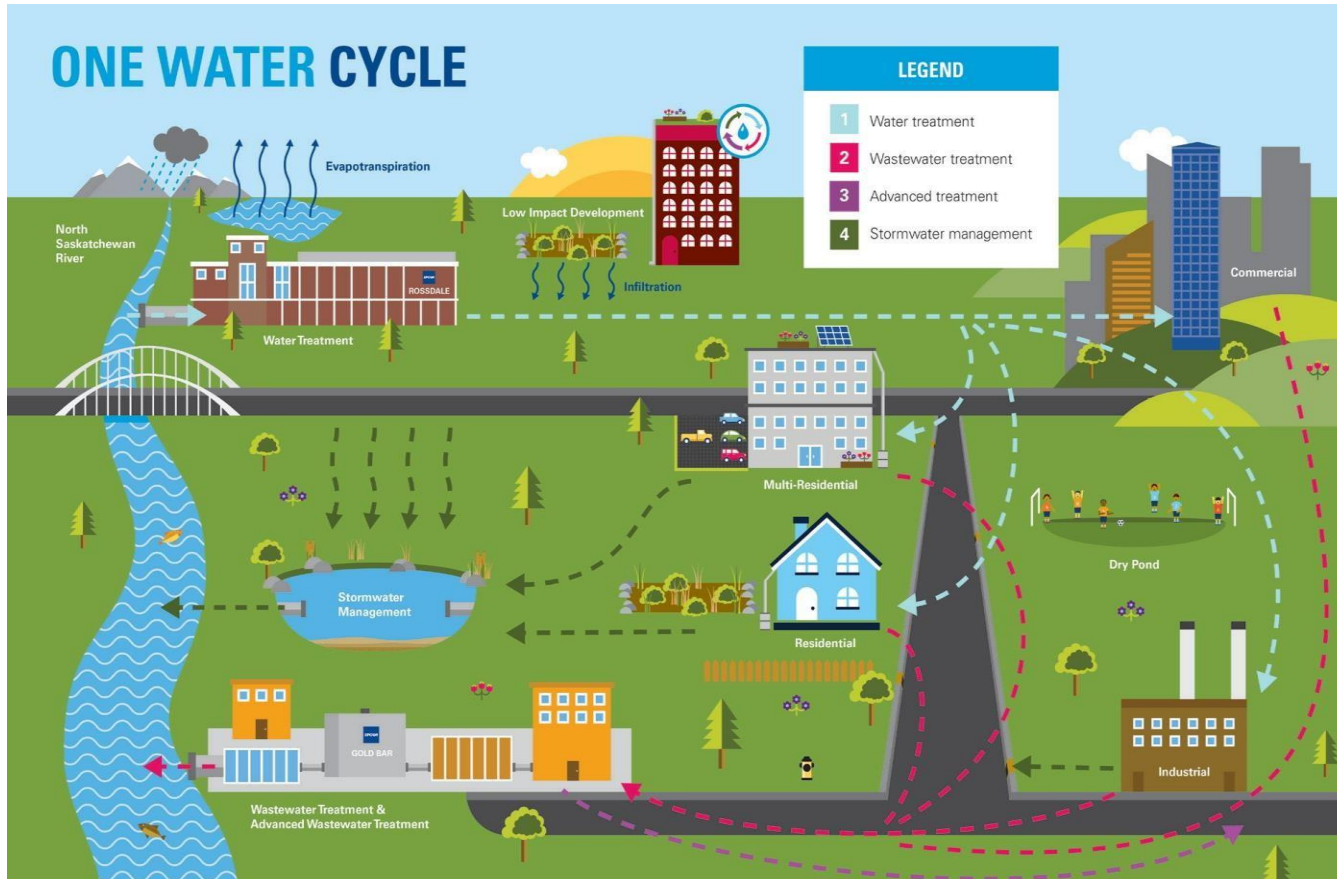 ONE WATER CYCLE
LEGEND
1 Water treatment
2 Wastewater treatment
3 Advanced treatment
4 Stormwater management
Evapotranspiration
North
Saskatchewan
River
Low Impact Development
Infiltration
Commercial
EPCOR
ROSSDALE
Water Treatment
Multi-Residential
Dry Pond
Stormwater
Management
Residential
EPCOR
GOLD BAR
Industrial
Wastewater Treatment &
Advanced Wastewater Treatment